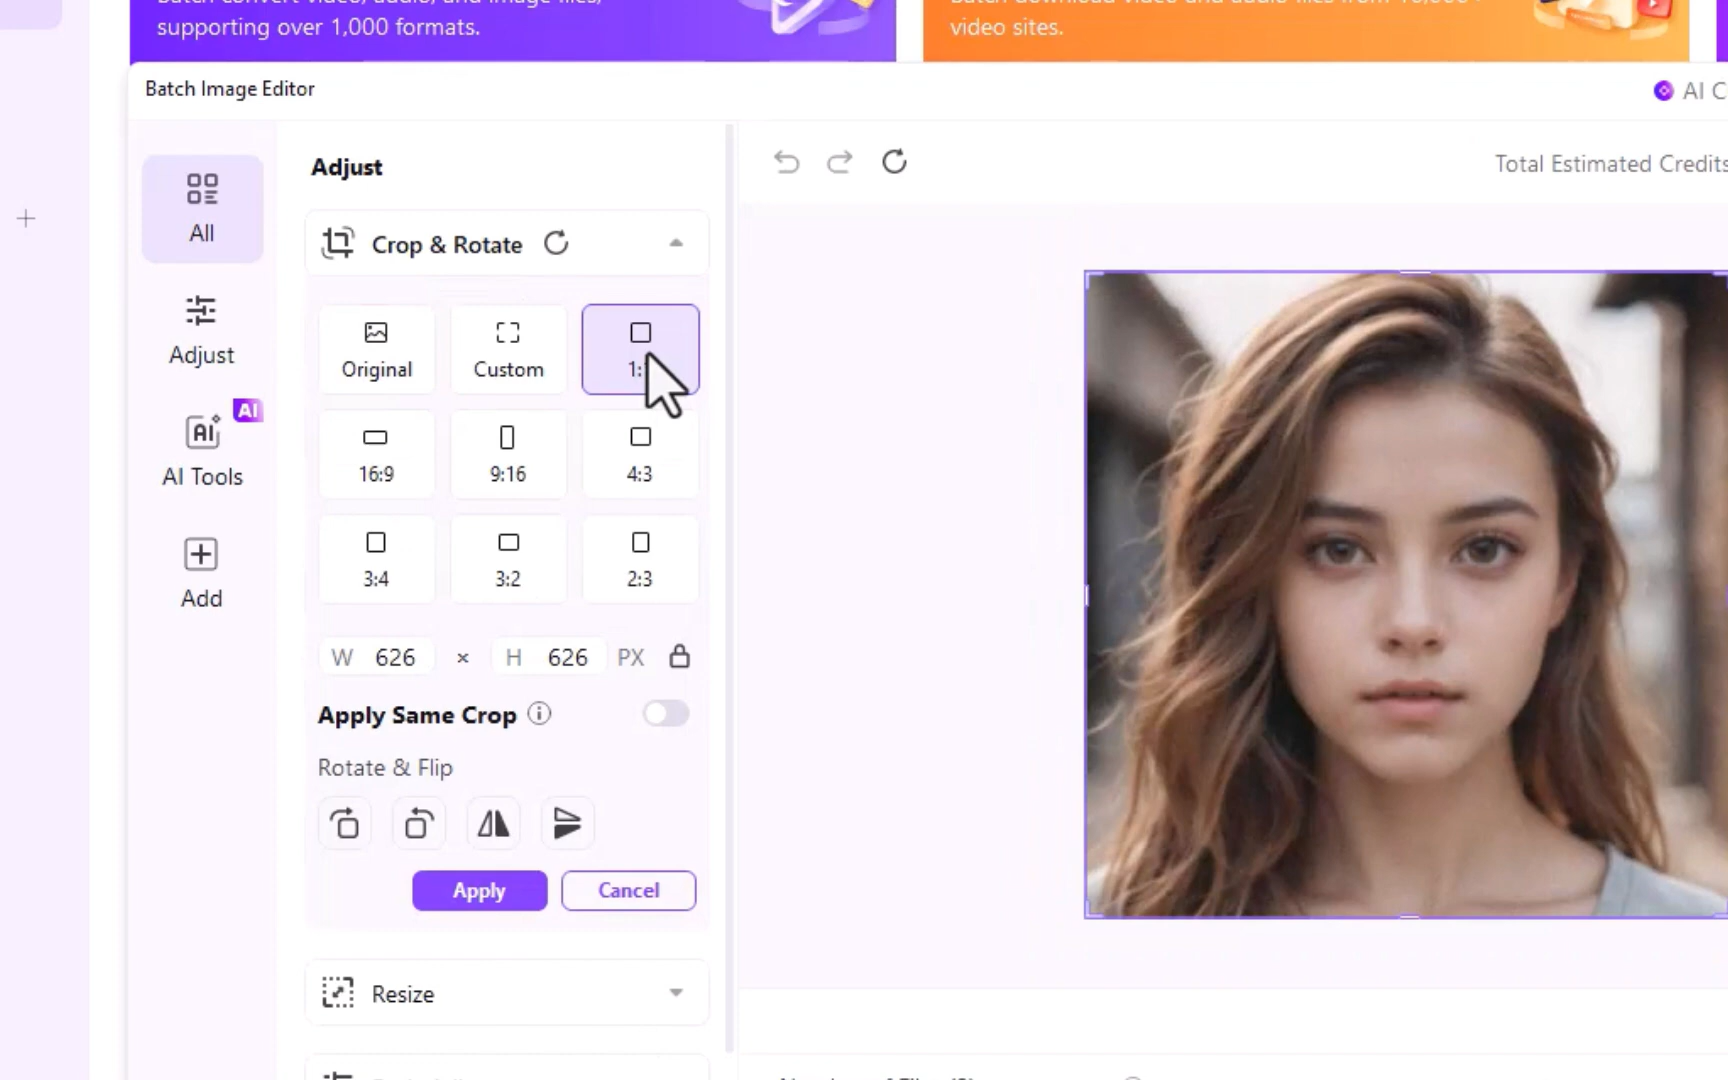 supporting over 1,000 formats.
video sites.
Batch Image Editor
AI
All
Adjust
AI
AI
AI Tools
Add
Adjust
Crop & Rotate
Original
Custom
16:9
9:16
4:3
3:4
3:2
2:3
W 626 × H 626 PX
Apply Same Crop
Rotate & Flip
Apply
Cancel
Resize
Total Estimated Credits